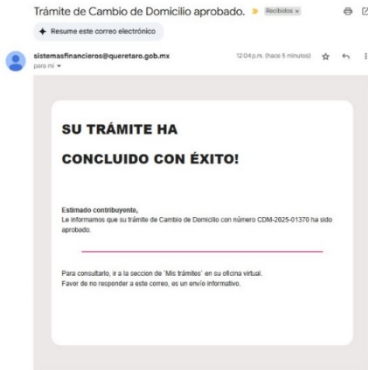 Trámite de Cambio de Domicilio aprobado. Recibidos x
Resume este correo electrónico
sistemasfinancieros@queretaro.gob.mx 12:04 p.m. (hace 5 minutos)
para mí
SU TRÁMITE HA
CONCLUIDO CON ÉXITO!
Estimado contribuyente,
Le informamos que su trámite de Cambio de Domicilio con número CDM-2025-01370 ha sido
aprobado.
Para consultarlo, ir a la seccion de 'Mis trámites' en su oficina virtual.
Favor de no responder a este correo, es un envío informativo.